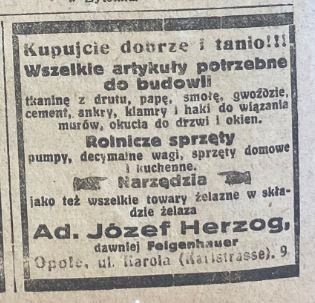 w Bytomiu
Kupujcie dobrze i tanio!!!
Wszelkie artykuły potrzebne
do budowli
tkaninę z drutu, papę, smołę, gwoździe,
cement, ankry, klamry i haki do wiązania
murów, okucia do drzwi i okien.
Rolnicze sprzęty
pumpy, decymalne wagi, sprzęty domowe
i kuchenne.
Narzędzia
jako też wszelkie towary żelazne w skła-
dzie żelaza
Ad. Józef Herzog,
dawniej Felgenhauer
Opole, ul. Karola (Karlstrasse). 9